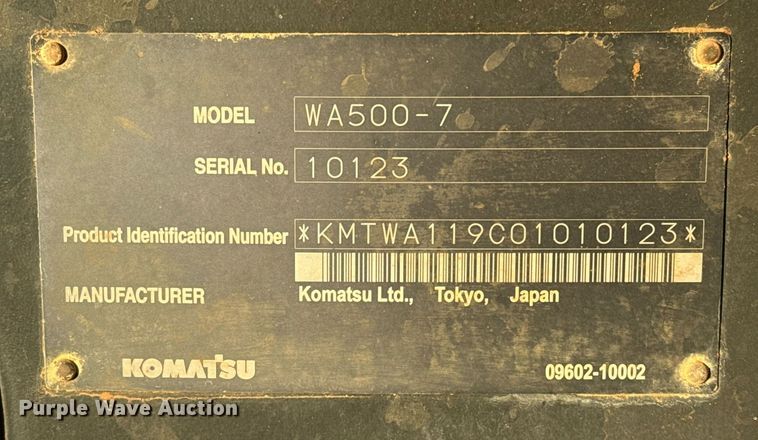 MODEL WA500-7
SERIAL No. 10123
Product Identification Number *KMTWA119C01010123*
MANUFACTURER Komatsu Ltd., Tokyo, Japan
KOMATSU 09602-10002
Purple Wave Auction